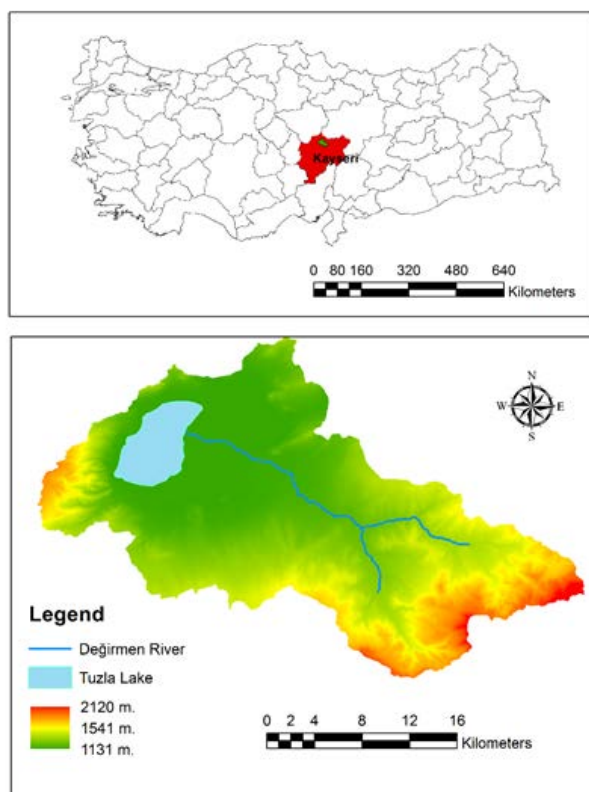 Kayseri
0 80 160 320 480 640
Kilometers
N
W E
S
Legend
Değirmen River
Tuzla Lake
2120 m.
1541 m.
1131 m.
0 2 4 8 12 16
Kilometers